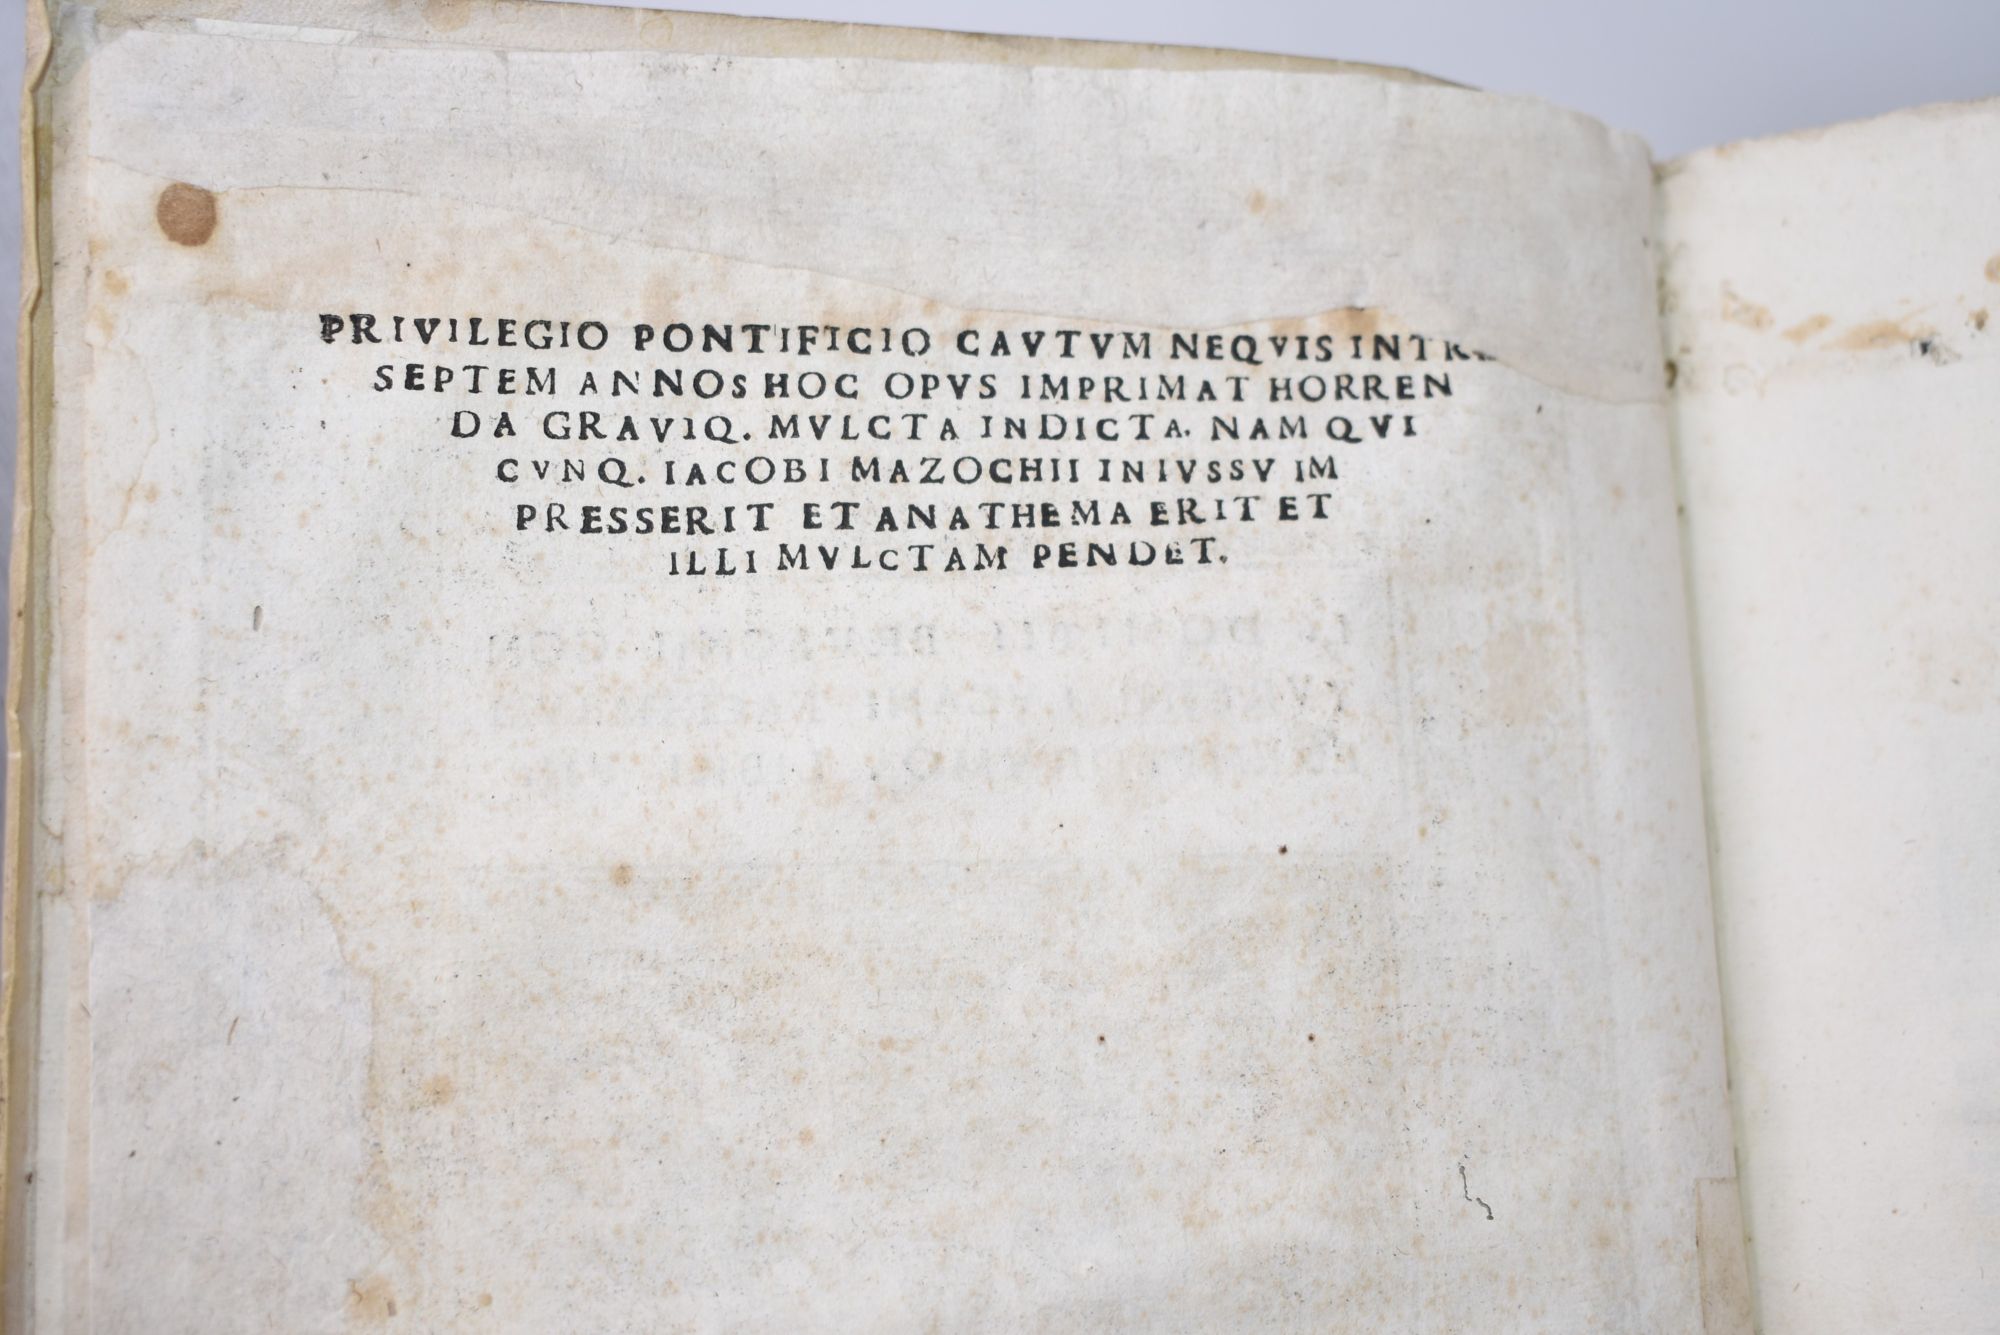 PRIVILEGIO PONTIFICIO CAVTVM NEQVIS INTR
SEPTEM ANNOS HOC OPVS IMPRIMAT HORREN
DA GRAVIQ. MVLCTA INDICTA. NAM QVI
CVNQ. IACOBI MAZOCHII INIVSSV IM
PRESSERIT ET ANATHEMA ERIT ET
ILLI MVLCTAM PENDET.